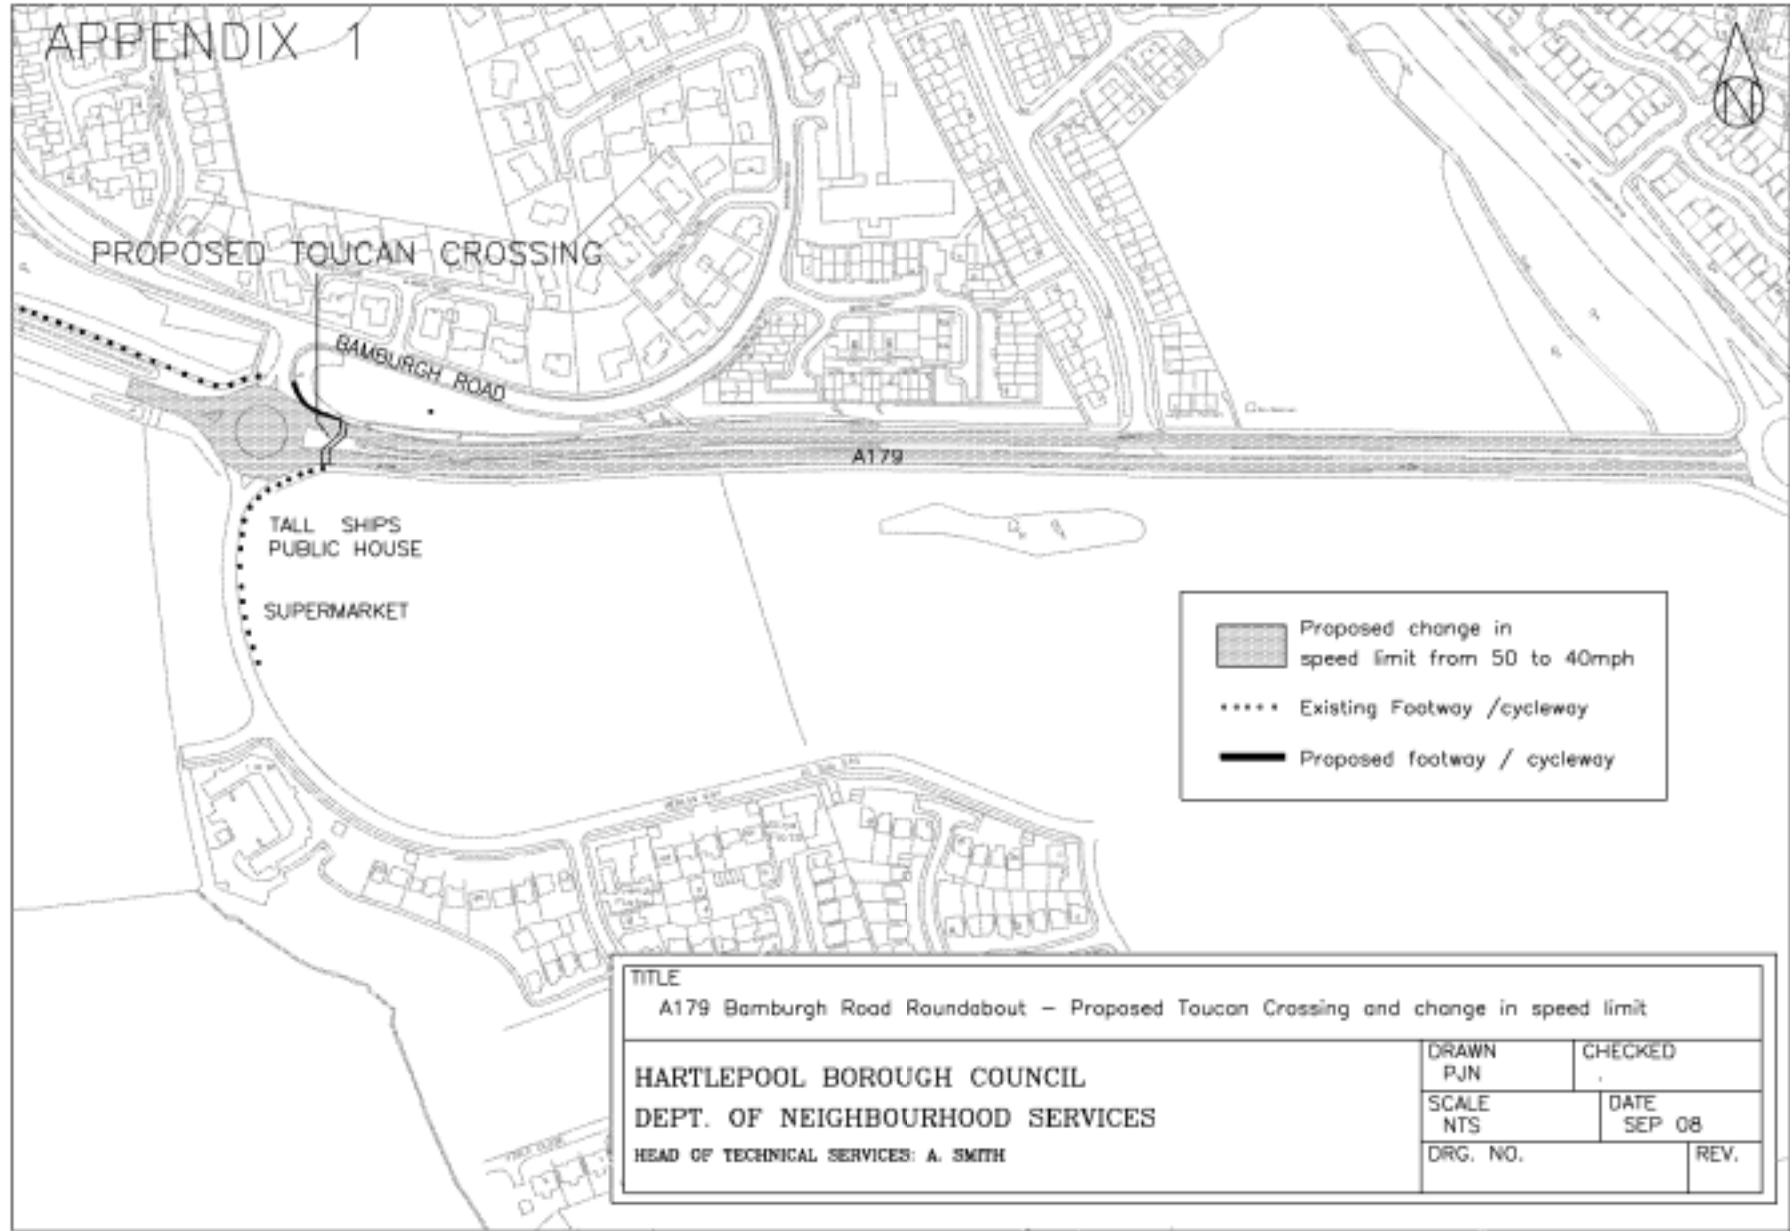 APPENDIX 1
N
PROPOSED TOUCAN CROSSING
BAMBURGH ROAD
A179
TALL SHIPS
PUBLIC HOUSE
SUPERMARKET
Proposed change in
speed limit from 50 to 40mph
Existing Footway /cycleway
Proposed footway / cycleway
TITLE
A179 Bamburgh Road Roundabout – Proposed Toucan Crossing and change in speed limit
HARTLEPOOL BOROUGH COUNCIL
DEPT. OF NEIGHBOURHOOD SERVICES
HEAD OF TECHNICAL SERVICES: A. SMITH
DRAWN
PJN
CHECKED
.
SCALE
NTS
DATE
SEP 08
DRG. NO.
REV.